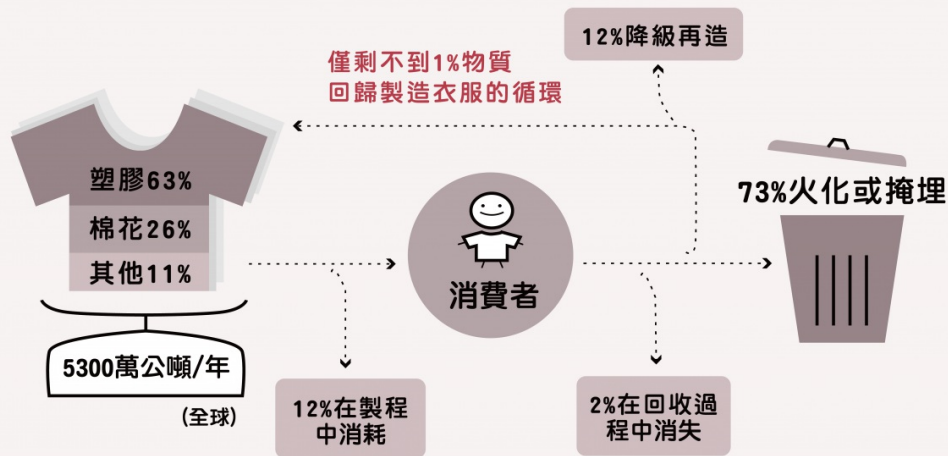 12%降級再造
僅剩不到1%物質
回歸製造衣服的循環
塑膠63%
棉花26%
其他11%
消費者
73%火化或掩埋
5300萬公噸/年
(全球)
12%在製程
中消耗
2%在回收過
程中消失